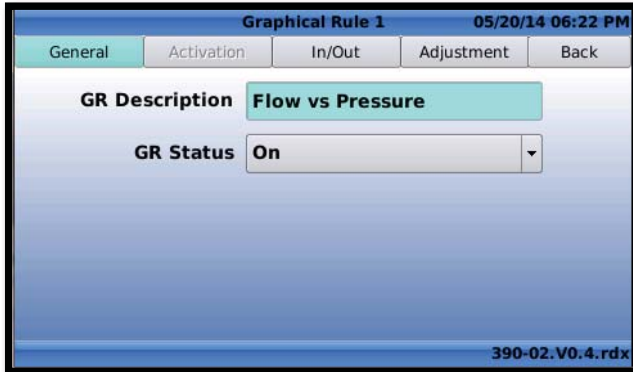 Graphical Rule 1 05/20/14 06:22 PM
General Activation In/Out Adjustment Back
GR Description Flow vs Pressure
GR Status On
390-02.V0.4.rdx